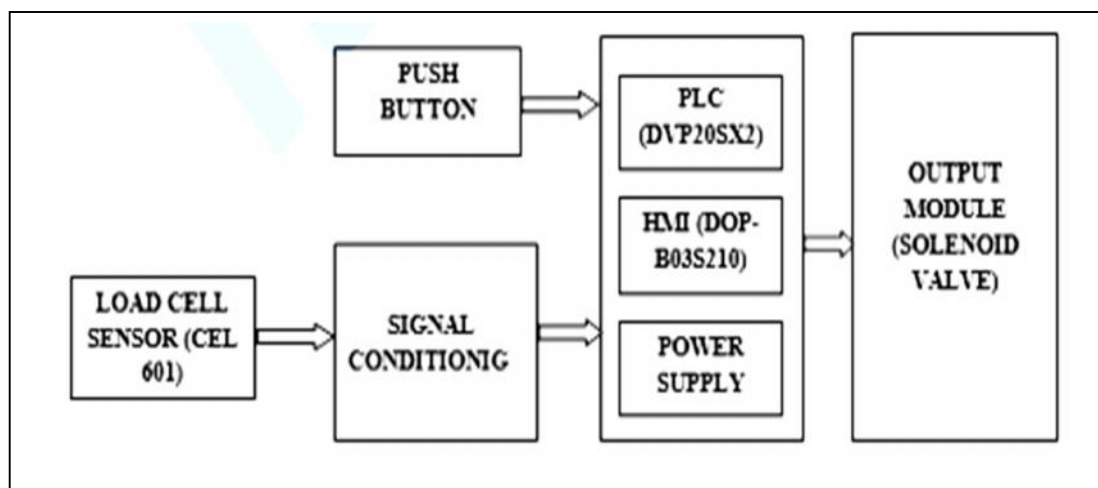 PUSH
BUTTON
PLC
(DVP20SX2)
HMI (DOP-
B03S210)
POWER
SUPPLY
OUTPUT
MODULE
(SOLENOID
VALVE)
LOAD CELL
SENSOR (CEL
601)
SIGNAL
CONDITIONIG